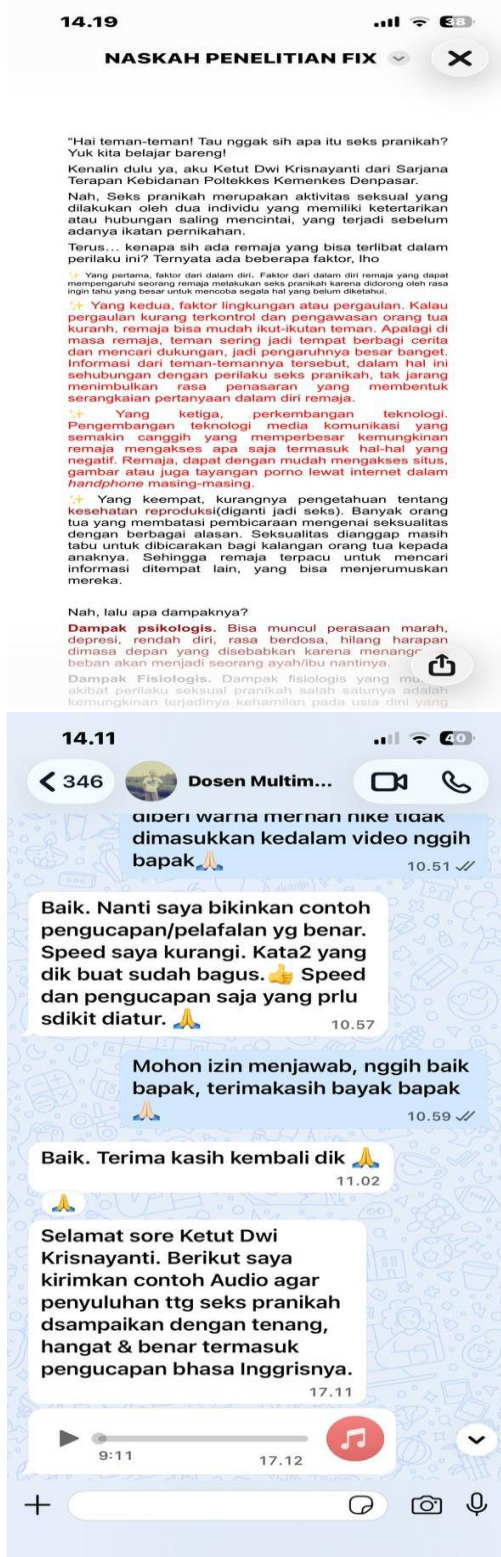 14.19
38
NASKAH PENELITIAN FIX
"Hai teman-teman! Tau nggak sih apa itu seks pranikah?
Yuk kita belajar bareng!
Kenalin dulu ya, aku Ketut Dwi Krisnayanti dari Sarjana
Terapan Kebidanan Poltekkes Kemenkes Denpasar.
Nah, Seks pranikah merupakan aktivitas seksual yang
dilakukan oleh dua individu yang memiliki ketertarikan
atau hubungan saling mencintai, yang terjadi sebelum
adanya ikatan pernikahan.
Terus... kenapa sih ada remaja yang bisa terlibat dalam
perilaku ini? Ternyata ada beberapa faktor, lho
✨ Yang pertama, faktor dari dalam diri. Faktor dari dalam diri remaja yang dapat
mempengaruhi seorang remaja melakukan seks pranikah karena didorong oleh rasa
ingin tahu yang besar untuk mencoba segala hal yang belum diketahui.
✨ Yang kedua, faktor lingkungan atau pergaulan. Kalau
pergaulan kurang terkontrol dan pengawasan orang tua
kuranh, remaja bisa mudah ikut-ikutan teman. Apalagi di
masa remaja, teman sering jadi tempat berbagi cerita
dan mencari dukungan, jadi pengaruhnya besar banget.
Informasi dari teman-temannya tersebut, dalam hal ini
sehubungan dengan perilaku seks pranikah, tak jarang
menimbulkan rasa penasaran yang membentuk
serangkaian pertanyaan dalam diri remaja.
✨ Yang ketiga, perkembangan teknologi.
Pengembangan teknologi media komunikasi yang
semakin canggih yang memperbesar kemungkinan
remaja mengakses apa saja termasuk hal-hal yang
negatif. Remaja, dapat dengan mudah mengakses situs,
gambar atau juga tayangan porno lewat internet dalam
handphone masing-masing.
✨ Yang keempat, kurangnya pengetahuan tentang
kesehatan reproduksi(diganti jadi seks). Banyak orang
tua yang membatasi pembicaraan mengenai seksualitas
dengan berbagai alasan. Seksualitas dianggap masih
tabu untuk dibicarakan bagi kalangan orang tua kepada
anaknya. Sehingga remaja terpacu untuk mencari
informasi ditempat lain, yang bisa menjerumuskan
mereka.
Nah, lalu apa dampaknya?
Dampak psikologis. Bisa muncul perasaan marah,
depresi, rendah diri, rasa berdosa, hilang harapan
dimasa depan yang disebabkan karena menangg
beban akan menjadi seorang ayah/ibu nantinya.
Dampak Fisiologis. Dampak fisiologis yang mu
akibat perilaku seksual pranikah salah satunya adalah
kemungkinan terjadinya kehamilan pada usia dini yang
14.11
40
346
Dosen Multim...
diberi warna merhan nike tidak
dimasukkan kedalam video nggih
bapak🙏🏻
10.51
Baik. Nanti saya bikinkan contoh
pengucapan/pelafalan yg benar.
Speed saya kurangi. Kata2 yang
dik buat sudah bagus.👍 Speed
dan pengucapan saja yang prlu
sdikit diatur. 🙏
10.57
Mohon izin menjawab, nggih baik
bapak, terimakasih bayak bapak
🙏🏻
10.59
Baik. Terima kasih kembali dik 🙏
11.02
🙏
Selamat sore Ketut Dwi
Krisnayanti. Berikut saya
kirimkan contoh Audio agar
penyuluhan ttg seks pranikah
dsampaikan dengan tenang,
hangat & benar termasuk
pengucapan bhasa Inggrisnya.
17.11
9:11
17.12